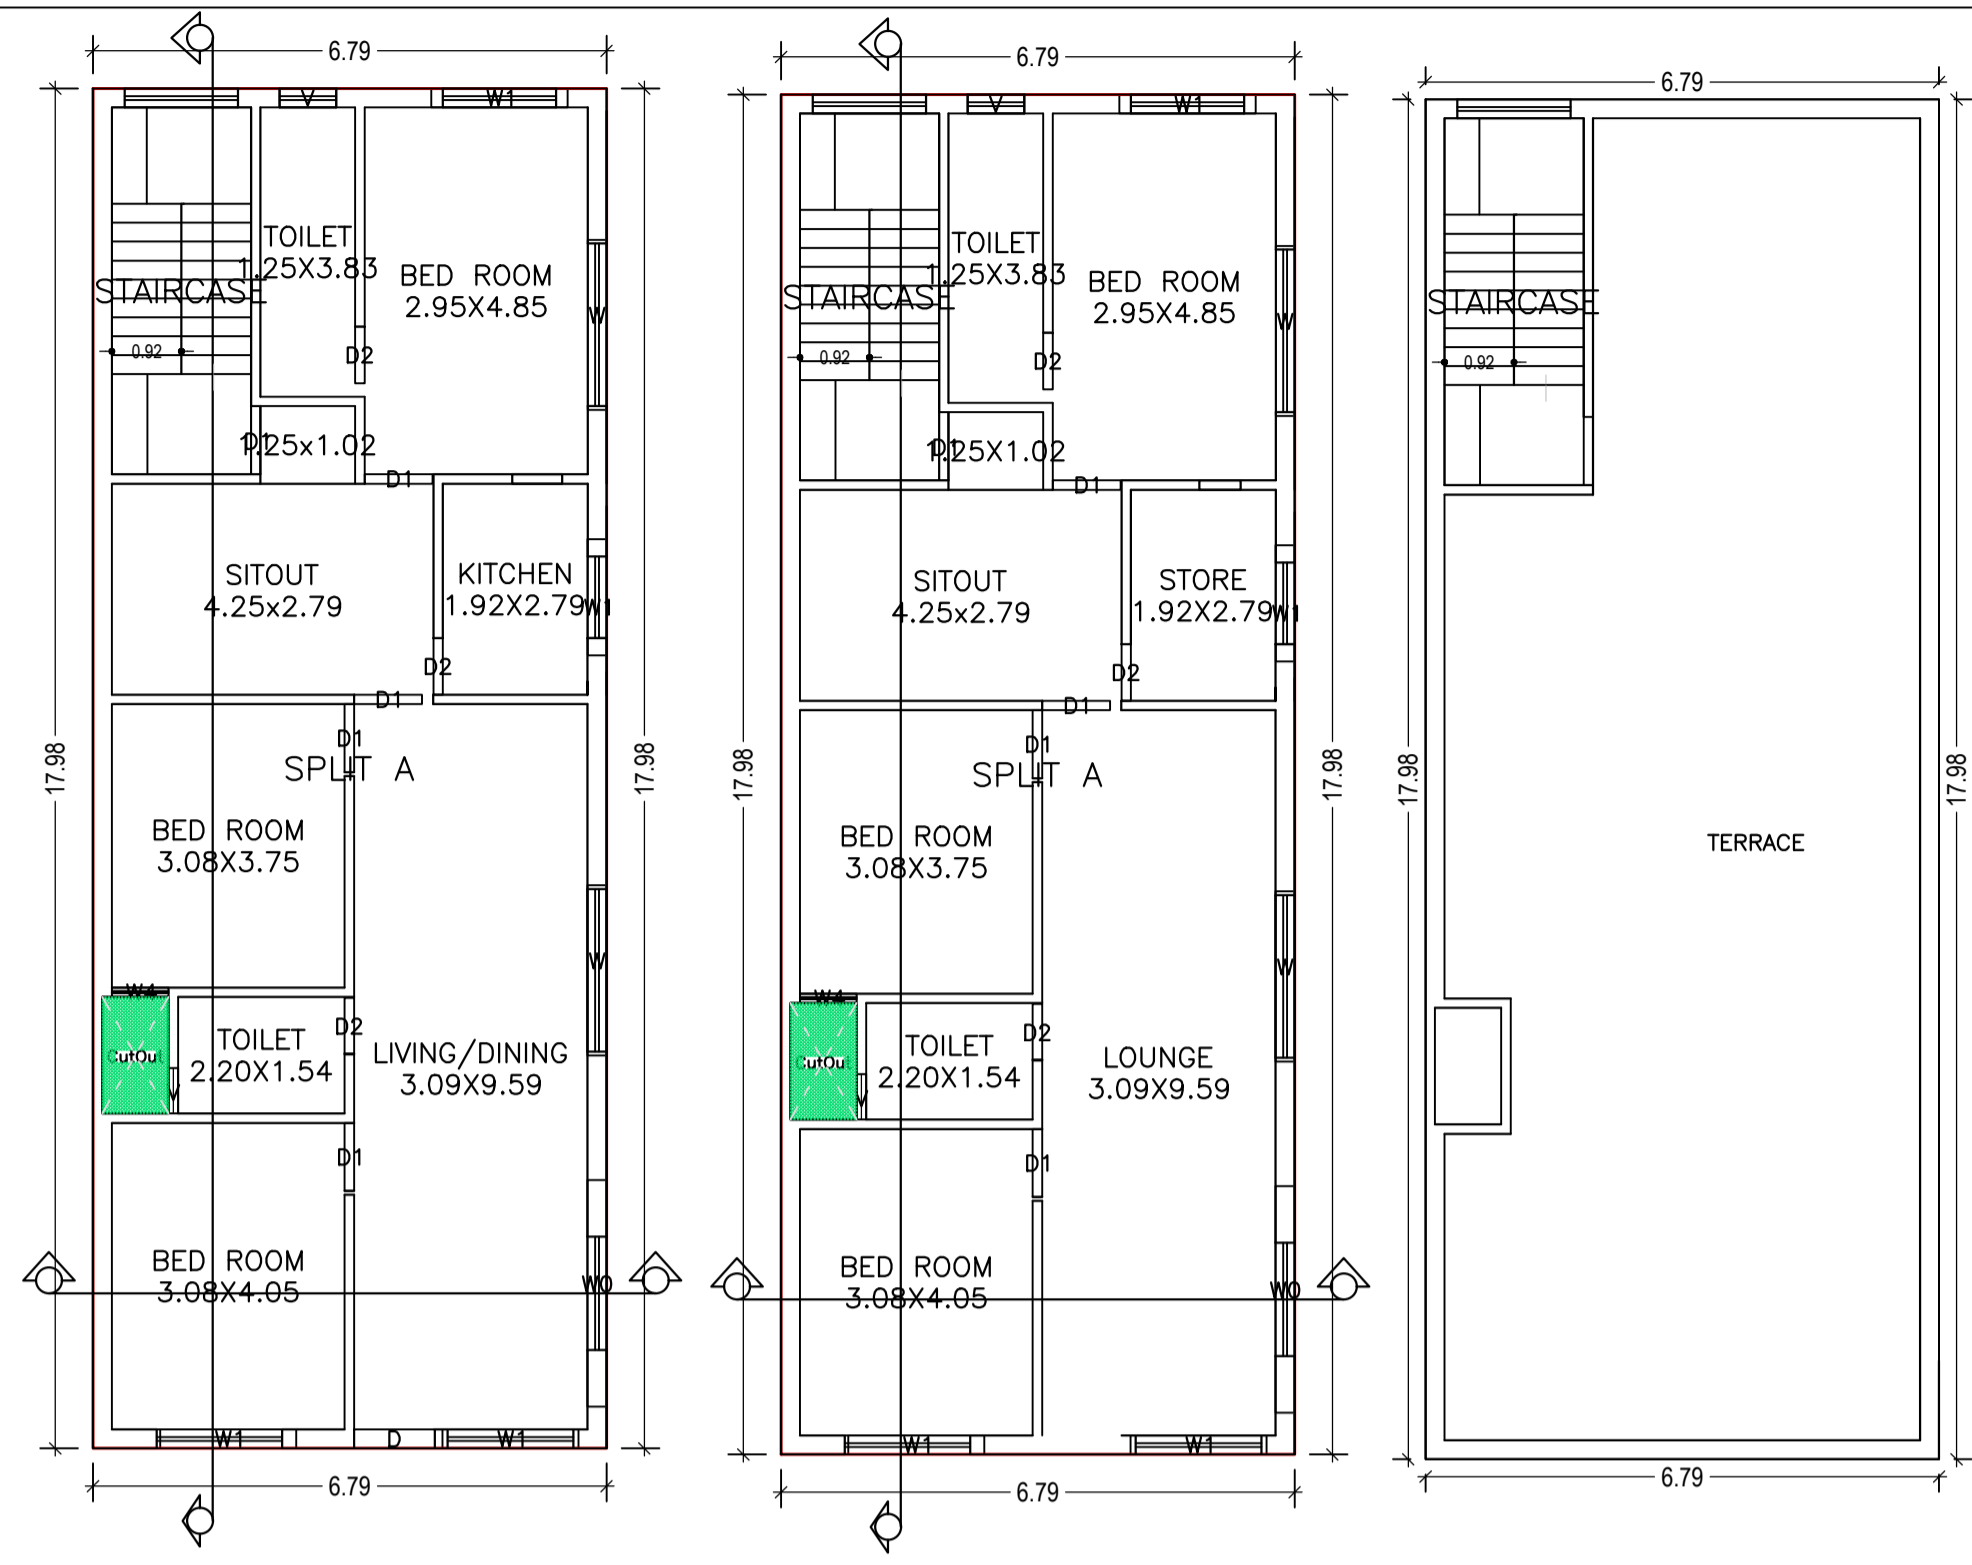 6.79
W1
V
TOILET
1.25X3.83
BED ROOM
2.95X4.85
STAIRCASE
W
0.92
D2
D1
1.25x1.02
D1
SITOUT
4.25x2.79
KITCHEN
1.92X2.79
W1
D2
D1
D1
SPLIT A
17.98
17.98
BED ROOM
3.08X3.75
W
W4
CutOut
TOILET
2.20X1.54
V
D2
LIVING/DINING
3.09X9.59
D1
BED ROOM
3.08X4.05
W0
W1
D
W1
6.79
6.79
V
W1
TOILET
1.25X3.83
BED ROOM
2.95X4.85
STAIRCASE
W
0.92
D2
D1
1.25X1.02
D1
SITOUT
4.25x2.79
STORE
1.92X2.79
W1
D2
D1
D1
SPLIT A
17.98
17.98
BED ROOM
3.08X3.75
W
W4
CutOut
TOILET
2.20X1.54
V
D2
LOUNGE
3.09X9.59
D1
BED ROOM
3.08X4.05
W0
W1
W1
6.79
6.79
STAIRCASE
0.92
17.98
17.98
TERRACE
6.79